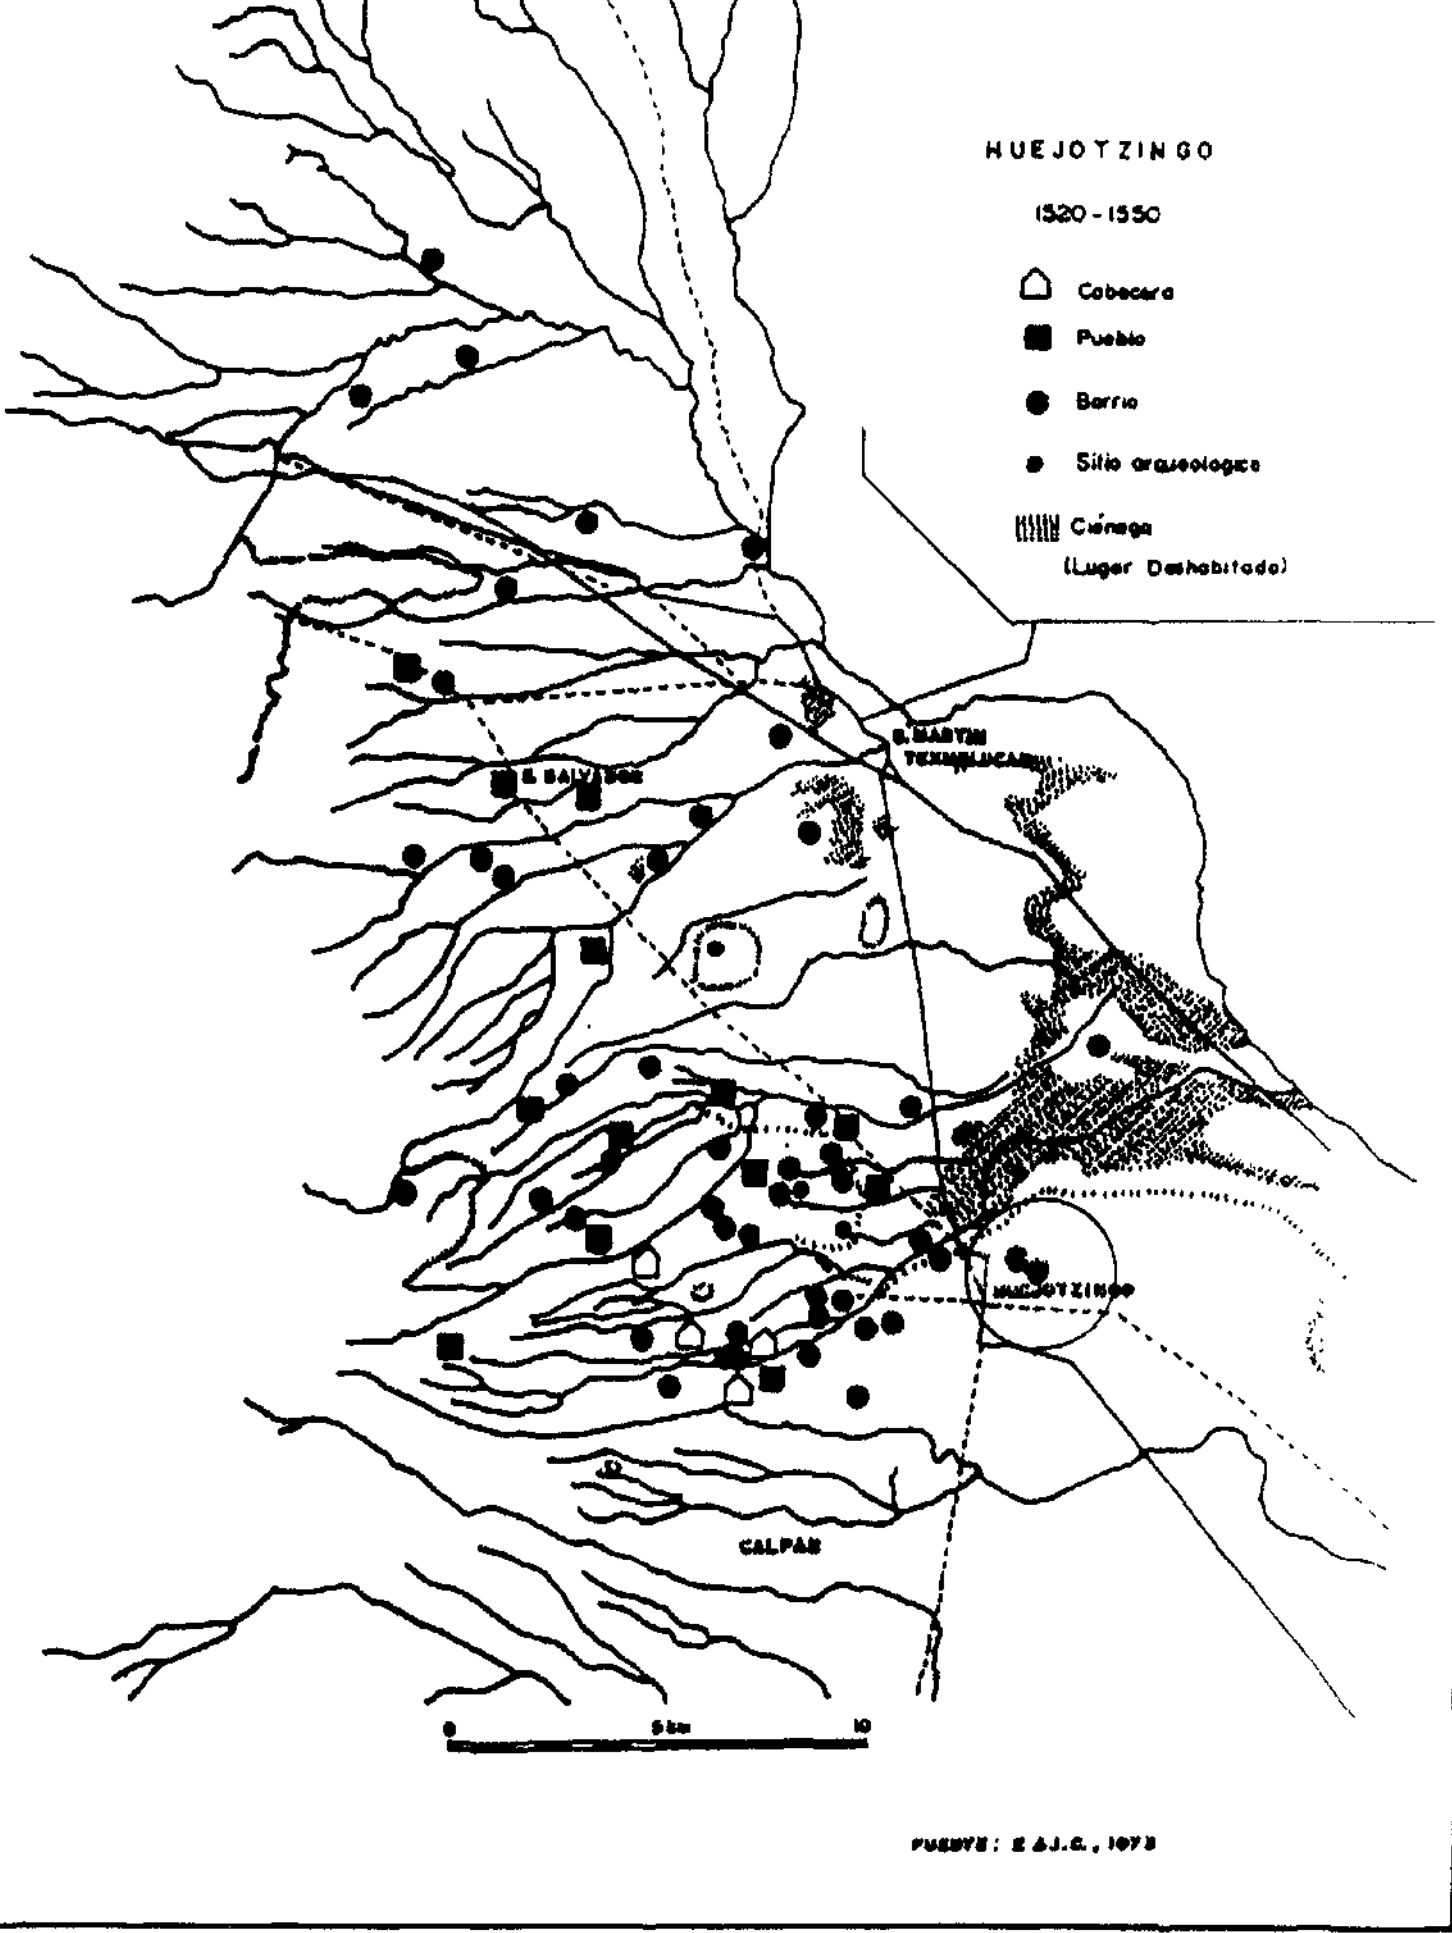 HUEJOTZINGO
1520-1550
Cabecera
Pueblo
Barrio
Sitio arqueologico
Ciénega
(Lugar Deshabitado)
S. MARTIN
TEXMELUCAN
S. SALVADOR
HUEJOTZINGO
CALPAN
0 5 km 10